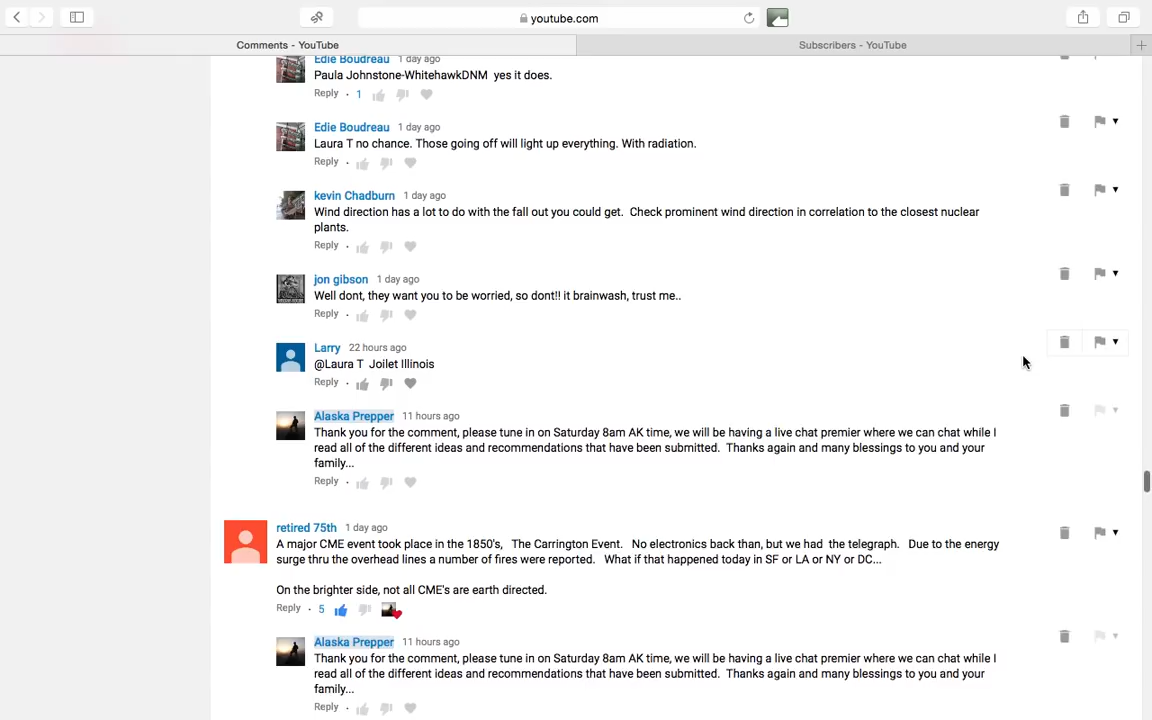 youtube.com
Comments - YouTube
Subscribers - YouTube
Edie Boudreau 1 day ago
Paula Johnstone-WhitehawkDNM yes it does.
Reply · 1
Edie Boudreau 1 day ago
Laura T no chance. Those going off will light up everything. With radiation.
Reply ·
kevin Chadburn 1 day ago
Wind direction has a lot to do with the fall out you could get. Check prominent wind direction in correlation to the closest nuclear
plants.
Reply ·
jon gibson 1 day ago
Well dont, they want you to be worried, so dont!! it brainwash, trust me..
Reply ·
Larry 22 hours ago
@Laura T Joilet Illinois
Reply ·
Alaska Prepper 11 hours ago
Thank you for the comment, please tune in on Saturday 8am AK time, we will be having a live chat premier where we can chat while I
read all of the different ideas and recommendations that have been submitted. Thanks again and many blessings to you and your
family...
Reply ·
retired 75th 1 day ago
A major CME event took place in the 1850's, The Carrington Event. No electronics back than, but we had the telegraph. Due to the energy
surge thru the overhead lines a number of fires were reported. What if that happened today in SF or LA or NY or DC...
On the brighter side, not all CME's are earth directed.
Reply · 5
Alaska Prepper 11 hours ago
Thank you for the comment, please tune in on Saturday 8am AK time, we will be having a live chat premier where we can chat while I
read all of the different ideas and recommendations that have been submitted. Thanks again and many blessings to you and your
family...
Reply ·